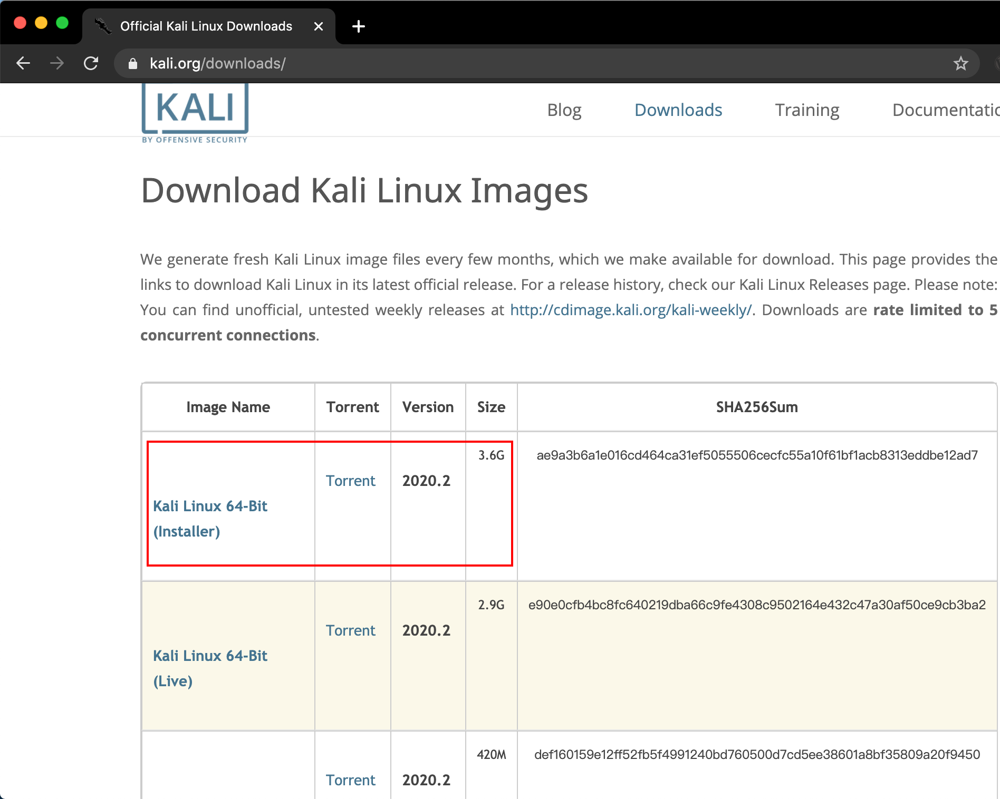 Official Kali Linux Downloads
kali.org/downloads/
KALI
BY OFFENSIVE SECURITY
Blog Downloads Training Documentatio
Download Kali Linux Images
We generate fresh Kali Linux image files every few months, which we make available for download. This page provides the
links to download Kali Linux in its latest official release. For a release history, check our Kali Linux Releases page. Please note:
You can find unofficial, untested weekly releases at http://cdimage.kali.org/kali-weekly/. Downloads are rate limited to 5
concurrent connections.
Image Name Torrent Version Size SHA256Sum
3.6G ae9a3b6a1e016cd464ca31ef5055506cecfc55a10f61bf1acb8313eddbe12ad7
Torrent 2020.2
Kali Linux 64-Bit
(Installer)
2.9G e90e0cfb4bc8fc640219dba66c9fe4308c9502164e432c47a30af50ce9cb3ba2
Torrent 2020.2
Kali Linux 64-Bit
(Live)
420M def160159e12ff52fb5f4991240bd760500d7cd5ee38601a8bf35809a20f9450
Torrent 2020.2